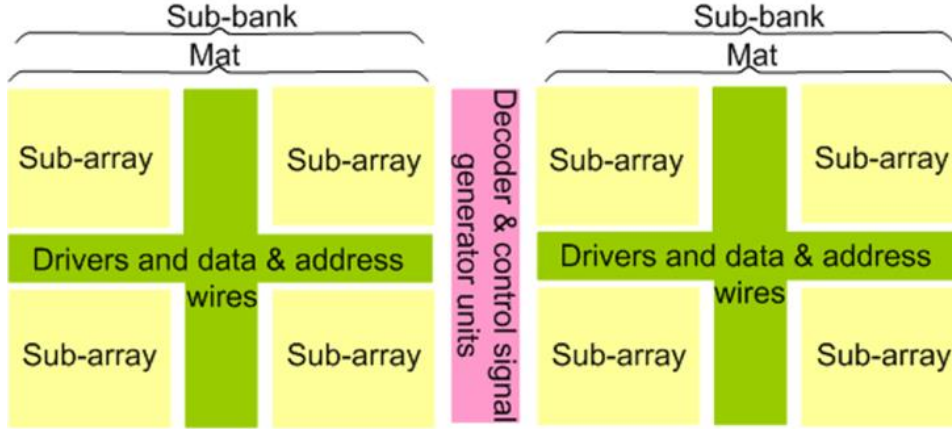 Sub-bank
Mat
Sub-array
Sub-array
Drivers and data & address
wires
Sub-array
Sub-array
Decoder & control signal
generator units
Sub-bank
Mat
Sub-array
Sub-array
Drivers and data & address
wires
Sub-array
Sub-array